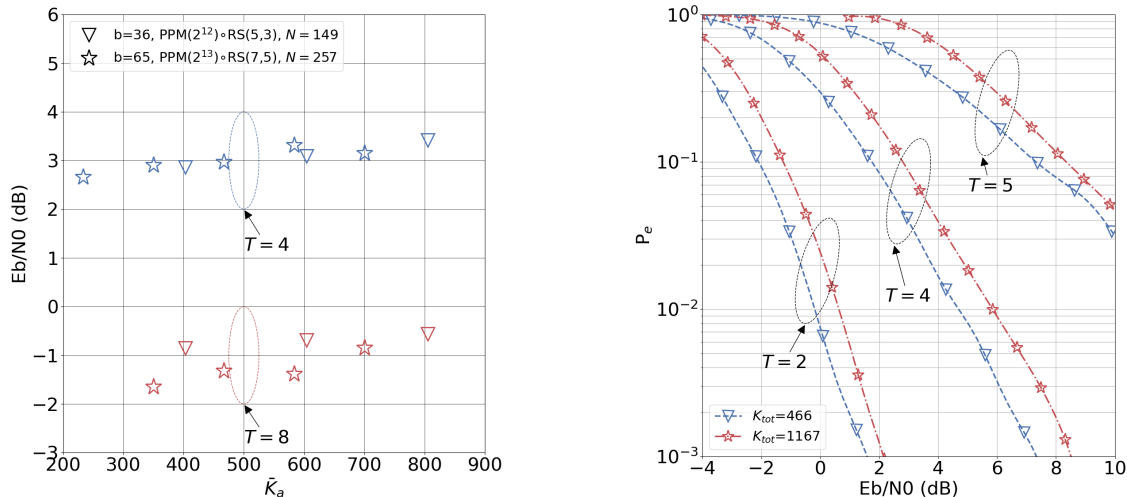 6
5
4
3
2
1
0
−1
−2
−3
Eb/N0 (dB)
b=36, PPM(2¹²)∘RS(5,3), N = 149
b=65, PPM(2¹³)∘RS(7,5), N = 257
T = 4
T = 8
200 300 400 500 600 700 800 900
K̄ₐ
10⁰
10⁻¹
10⁻²
10⁻³
Pₑ
T = 5
T = 4
T = 2
Kₜₒₜ=466
Kₜₒₜ=1167
−4 −2 0 2 4 6 8 10
Eb/N0 (dB)